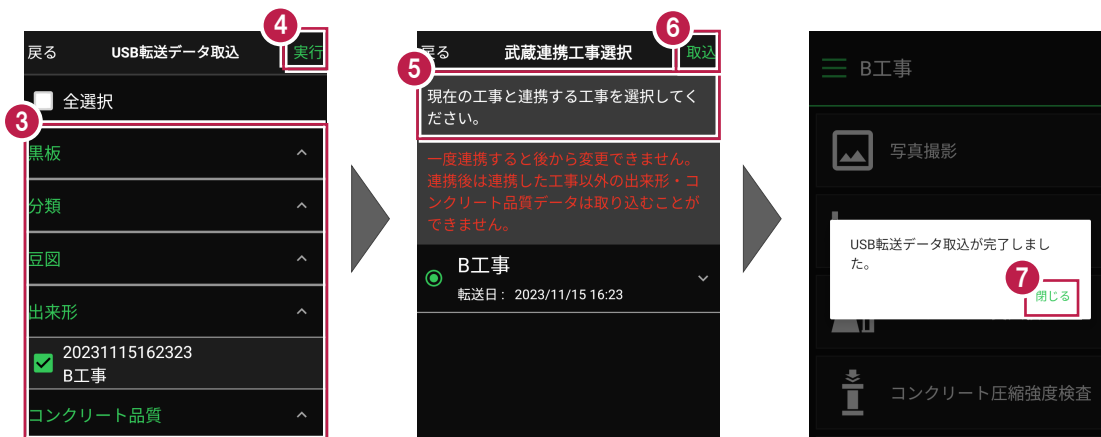 4
戻る
USB転送データ取込
実行
全選択
3
黒板
分類
豆図
出来形
20231115162323
B工事
コンクリート品質
6
戻る
武蔵連携工事選択
取込
5
現在の工事と連携する工事を選択してく
ださい。
一度連携すると後から変更できません。
連携後は連携した工事以外の出来形・コ
ンクリート品質データは取り込むことが
できません。
B工事
転送日: 2023/11/15 16:23
B工事
写真撮影
USB転送データ取込が完了しまし
た。
7
閉じる
コンクリート圧縮強度検査